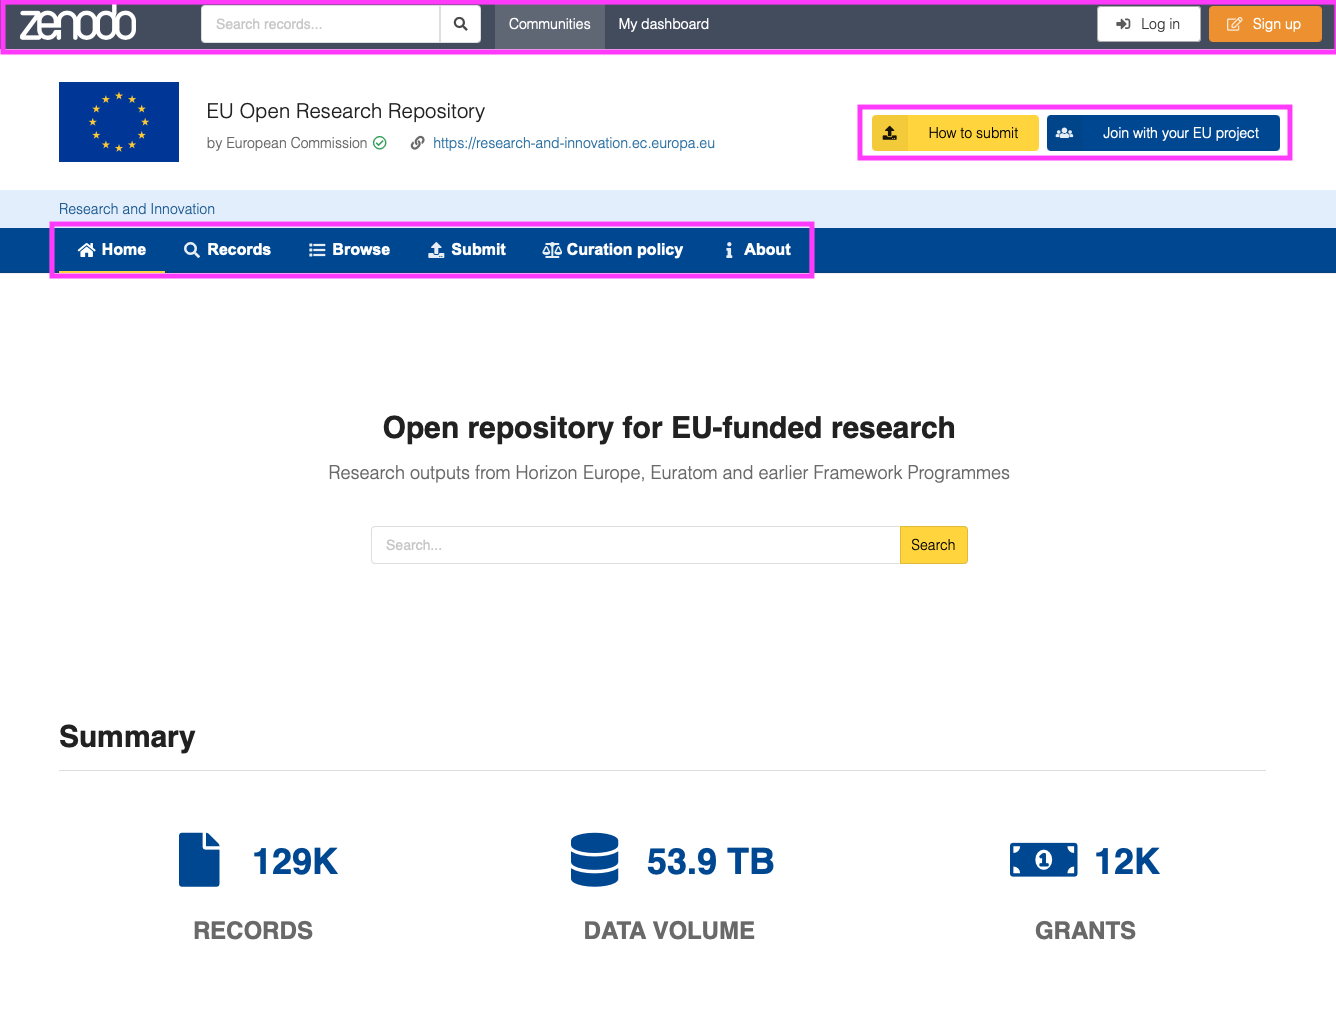 zenodo
Search records...
Communities
My dashboard
Log in
Sign up
EU Open Research Repository
by European Commission
https://research-and-innovation.ec.europa.eu
How to submit
Join with your EU project
Research and Innovation
Home
Records
Browse
Submit
Curation policy
About
Open repository for EU-funded research
Research outputs from Horizon Europe, Euratom and earlier Framework Programmes
Search...
Search
Summary
129K
RECORDS
53.9 TB
DATA VOLUME
1
12K
GRANTS